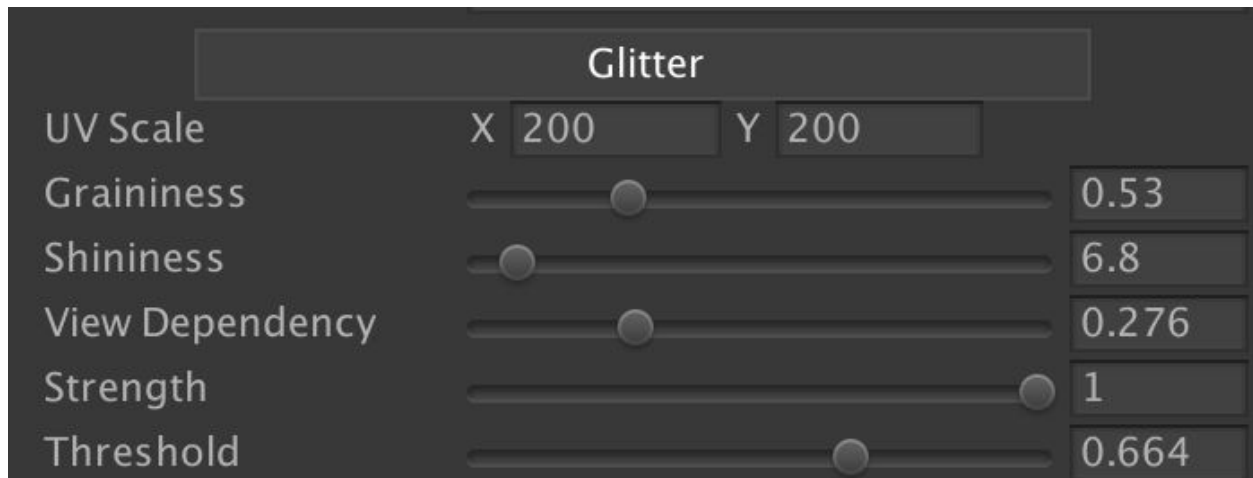 Glitter
UV Scale X 200 Y 200
Graininess 0.53
Shininess 6.8
View Dependency 0.276
Strength 1
Threshold 0.664